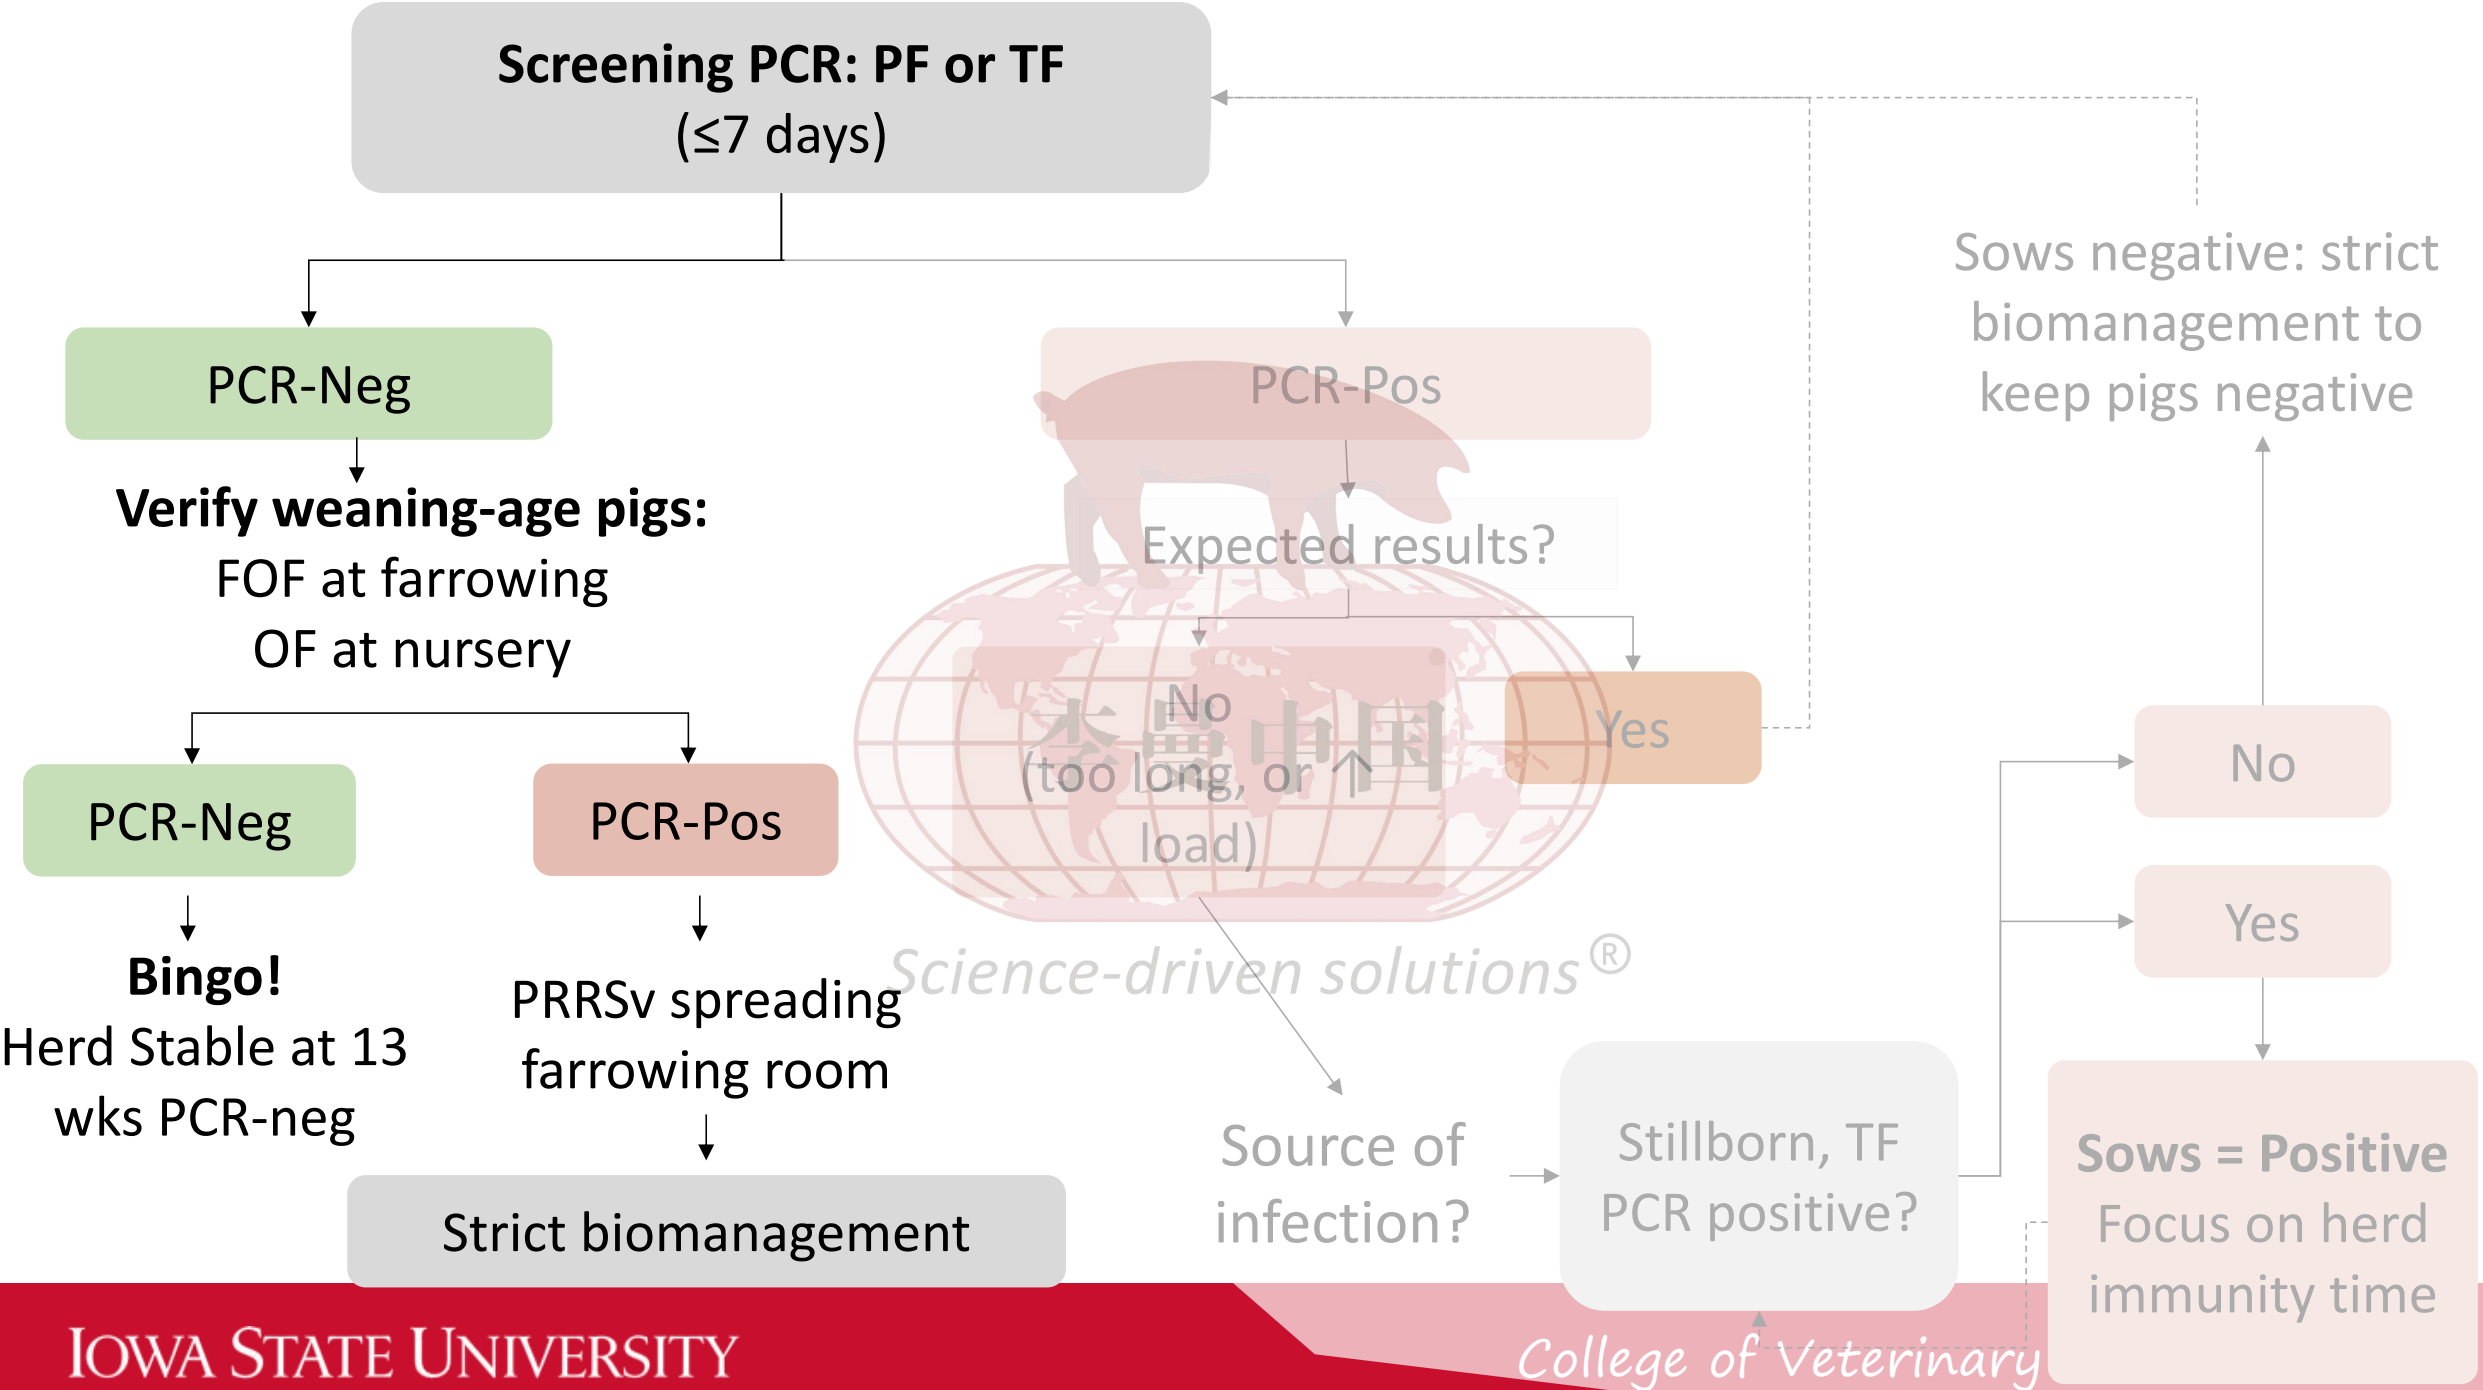 Screening PCR: PF or TF
(≤7 days)
PCR-Neg
Verify weaning-age pigs:
FOF at farrowing
OF at nursery
PCR-Neg
Bingo!
Herd Stable at 13
wks PCR-neg
PCR-Pos
PRRSv spreading
farrowing room
Strict biomanagement
PCR-Pos
Expected results?
No
(too long, or ↑
load)
Yes
Source of
infection?
Stillborn, TF
PCR positive?
No
Sows negative: strict
biomanagement to
keep pigs negative
Yes
Sows = Positive
Focus on herd
immunity time
中国
Science-driven solutions®
IOWA STATE UNIVERSITY
College of Veterinary